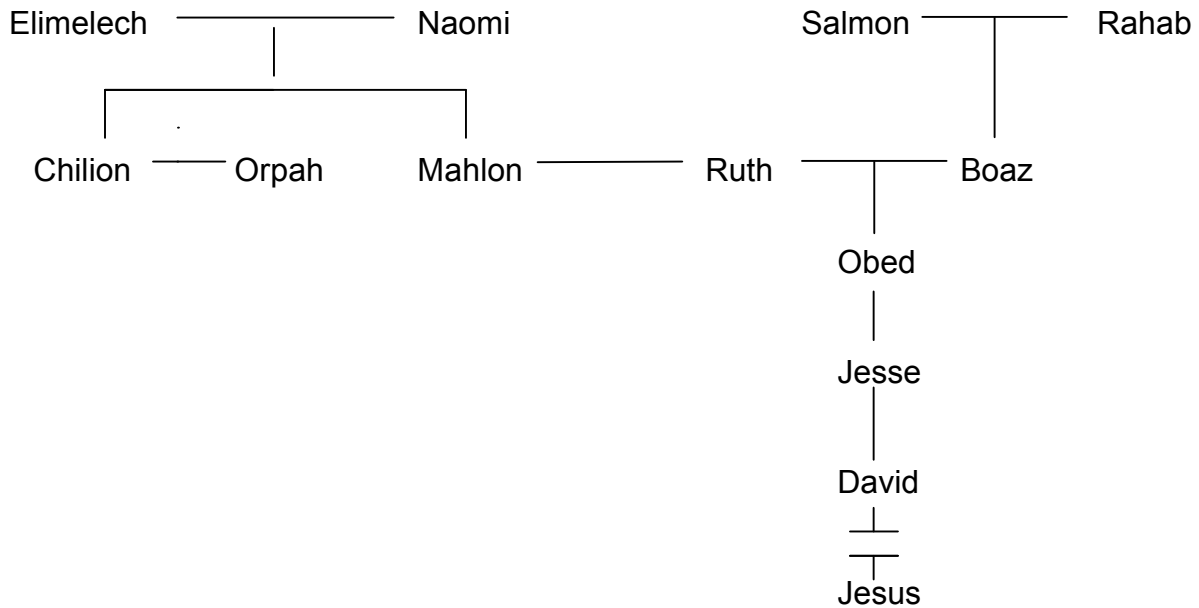 Elimelech Naomi Salmon Rahab
Chilion Orpah Mahlon Ruth Boaz
Obed
Jesse
David
Jesus